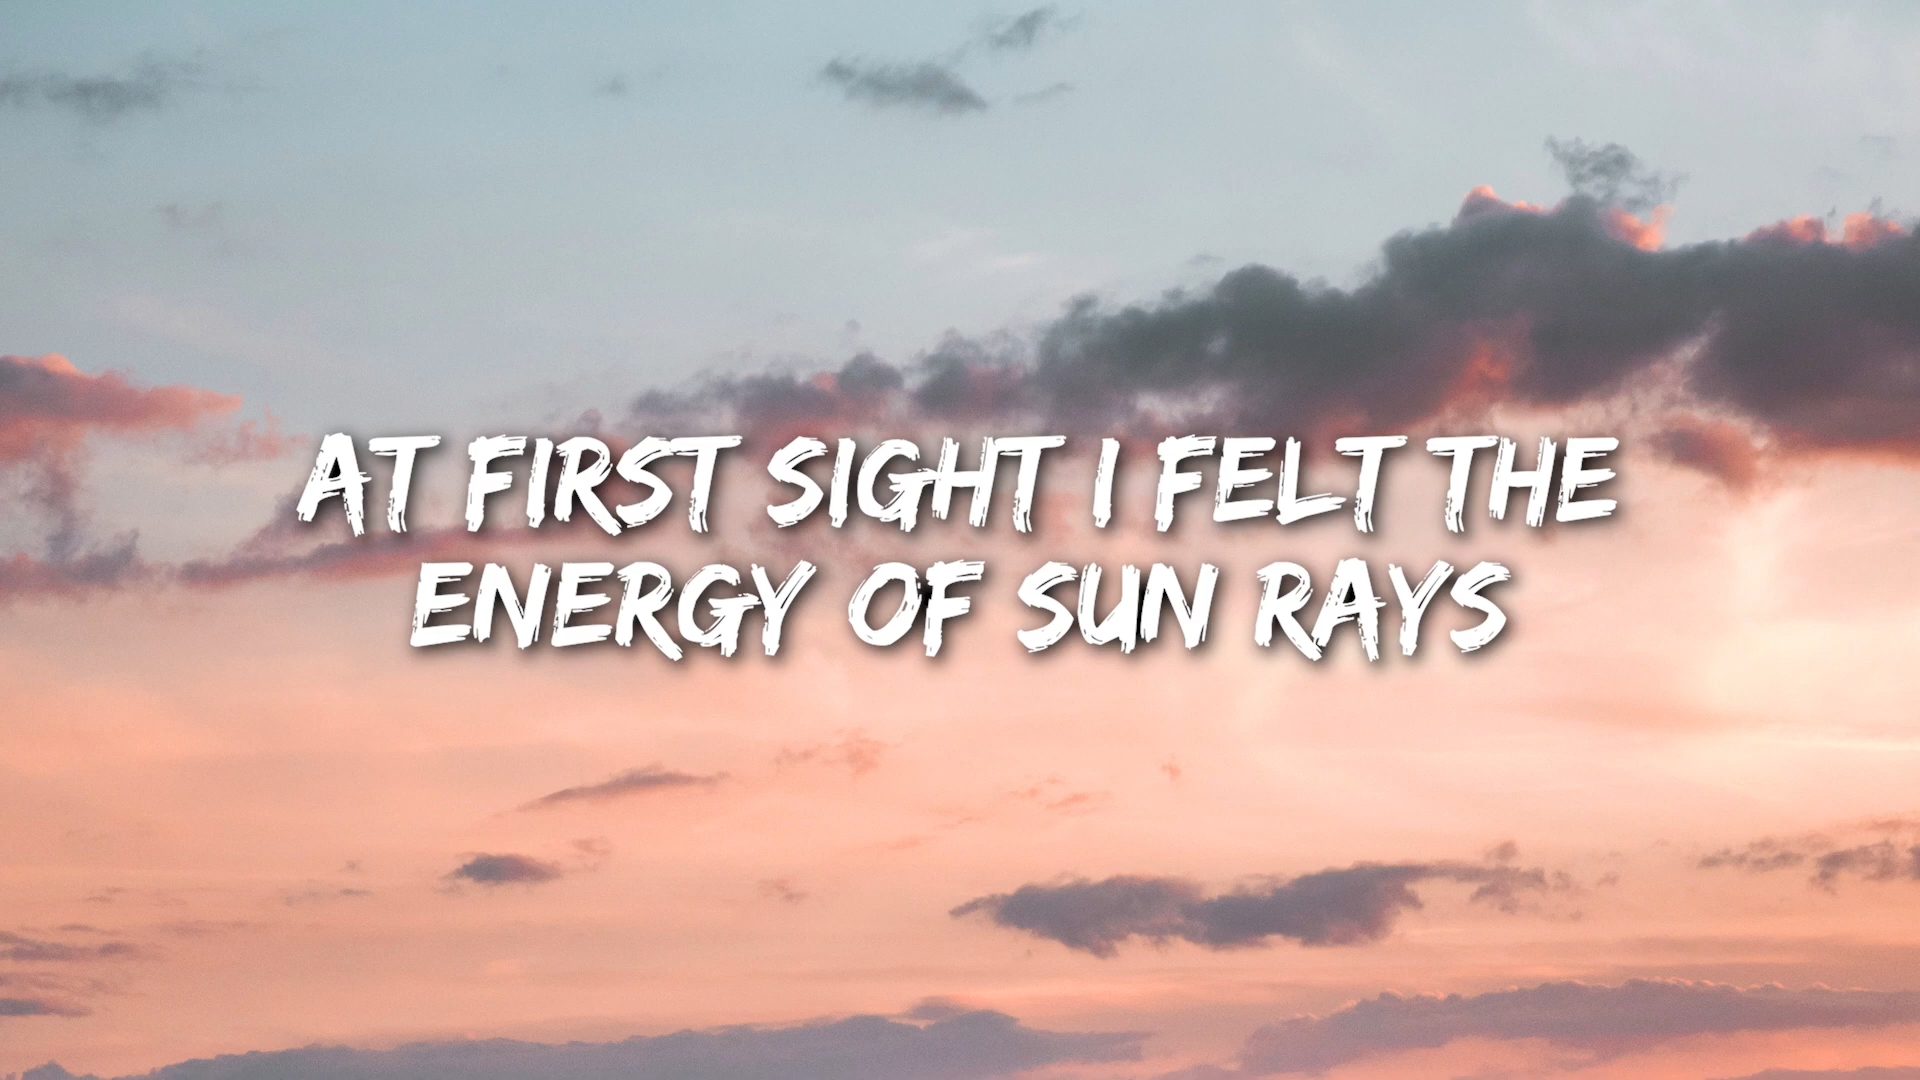 AT FIRST SIGHT I FELT THE
ENERGY OF SUN RAYS